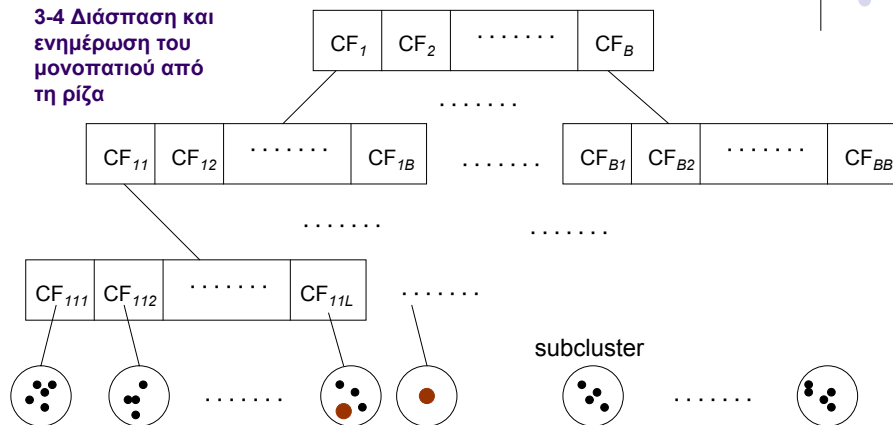 3-4 Διάσπαση και
ενημέρωση του
μονοπατιού από
τη ρίζα
CF1 CF2 ....... CFB
.......
CF11 CF12 ....... CF1B ....... CFB1 CFB2 ....... CFBB
....... .......
CF111 CF112 ....... CF11L .......
subcluster
....... .......